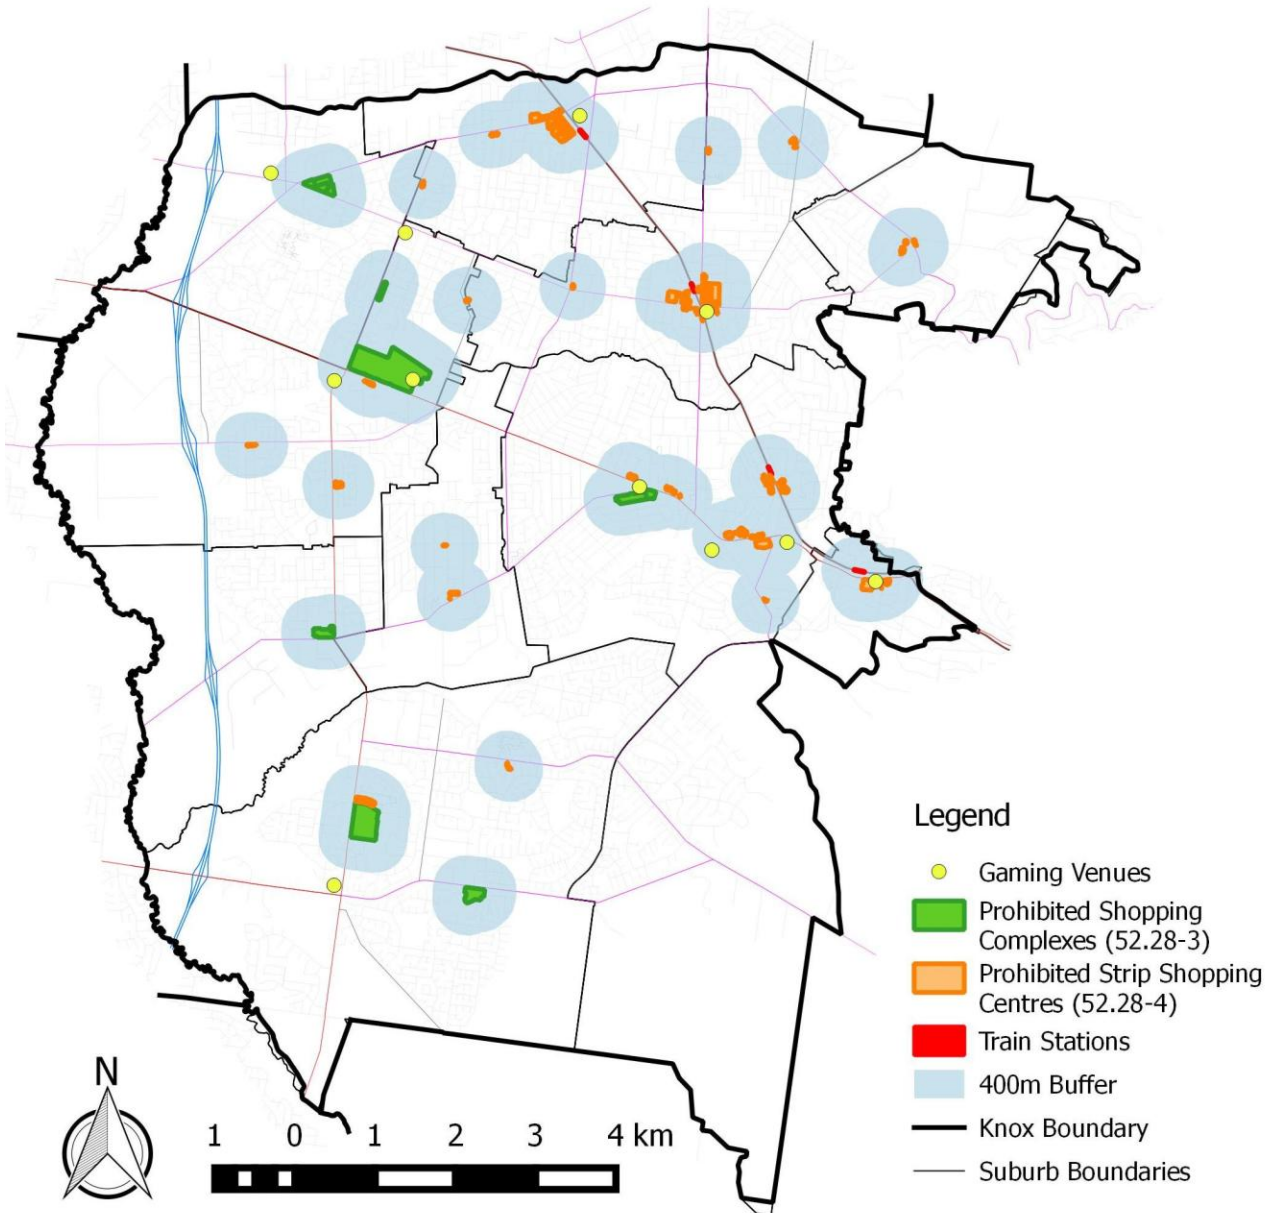 Legend
Gaming Venues
Prohibited Shopping
Complexes (52.28-3)
Prohibited Strip Shopping
Centres (52.28-4)
Train Stations
400m Buffer
Knox Boundary
Suburb Boundaries
N
1 0 1 2 3 4 km